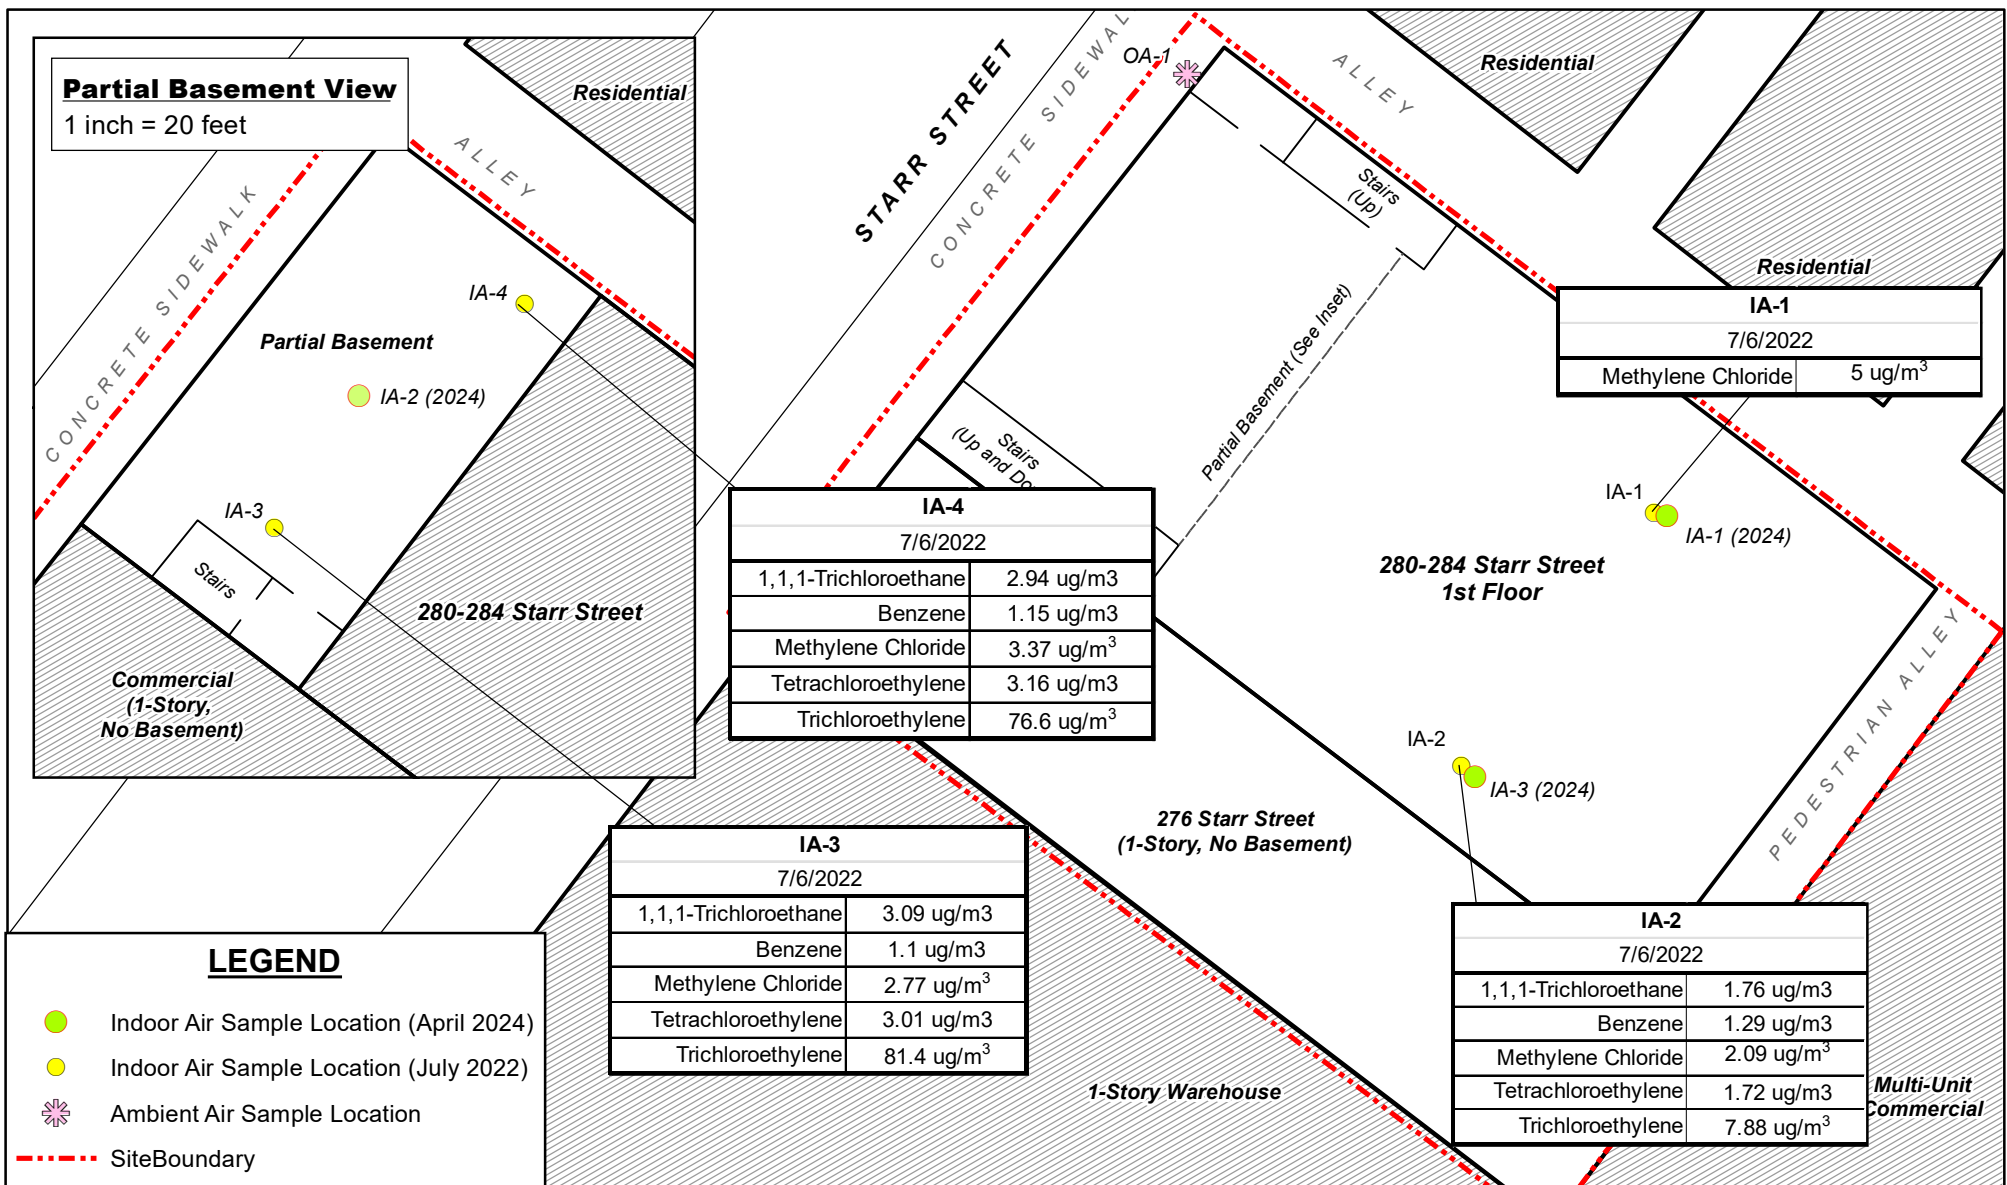 Partial Basement View
1 inch = 20 feet
Residential
ALLEY
CONCRETE SIDEWALK
IA-4
Partial Basement
IA-2 (2024)
IA-3
Stairs
280-284 Starr Street
Commercial
(1-Story,
No Basement)
STARR STREET
CONCRETE SIDEWAL
OA-1
ALLEY
Residential
Stairs
(Up)
Residential
Partial Basement (See Inset)
Stairs
(Up and Do
IA-1
7/6/2022
Methylene Chloride 5 ug/m³
IA-1
IA-1 (2024)
280-284 Starr Street
1st Floor
IA-4
7/6/2022
1,1,1-Trichloroethane 2.94 ug/m3
Benzene 1.15 ug/m3
Methylene Chloride 3.37 ug/m³
Tetrachloroethylene 3.16 ug/m3
Trichloroethylene 76.6 ug/m³
IA-2
IA-3 (2024)
PEDESTRIAN ALLEY
276 Starr Street
(1-Story, No Basement)
IA-3
7/6/2022
1,1,1-Trichloroethane 3.09 ug/m3
Benzene 1.1 ug/m3
Methylene Chloride 2.77 ug/m³
Tetrachloroethylene 3.01 ug/m3
Trichloroethylene 81.4 ug/m³
IA-2
7/6/2022
1,1,1-Trichloroethane 1.76 ug/m3
Benzene 1.29 ug/m3
Methylene Chloride 2.09 ug/m³
Tetrachloroethylene 1.72 ug/m3
Trichloroethylene 7.88 ug/m³
1-Story Warehouse
Multi-Unit
Commercial
LEGEND
Indoor Air Sample Location (April 2024)
Indoor Air Sample Location (July 2022)
Ambient Air Sample Location
SiteBoundary